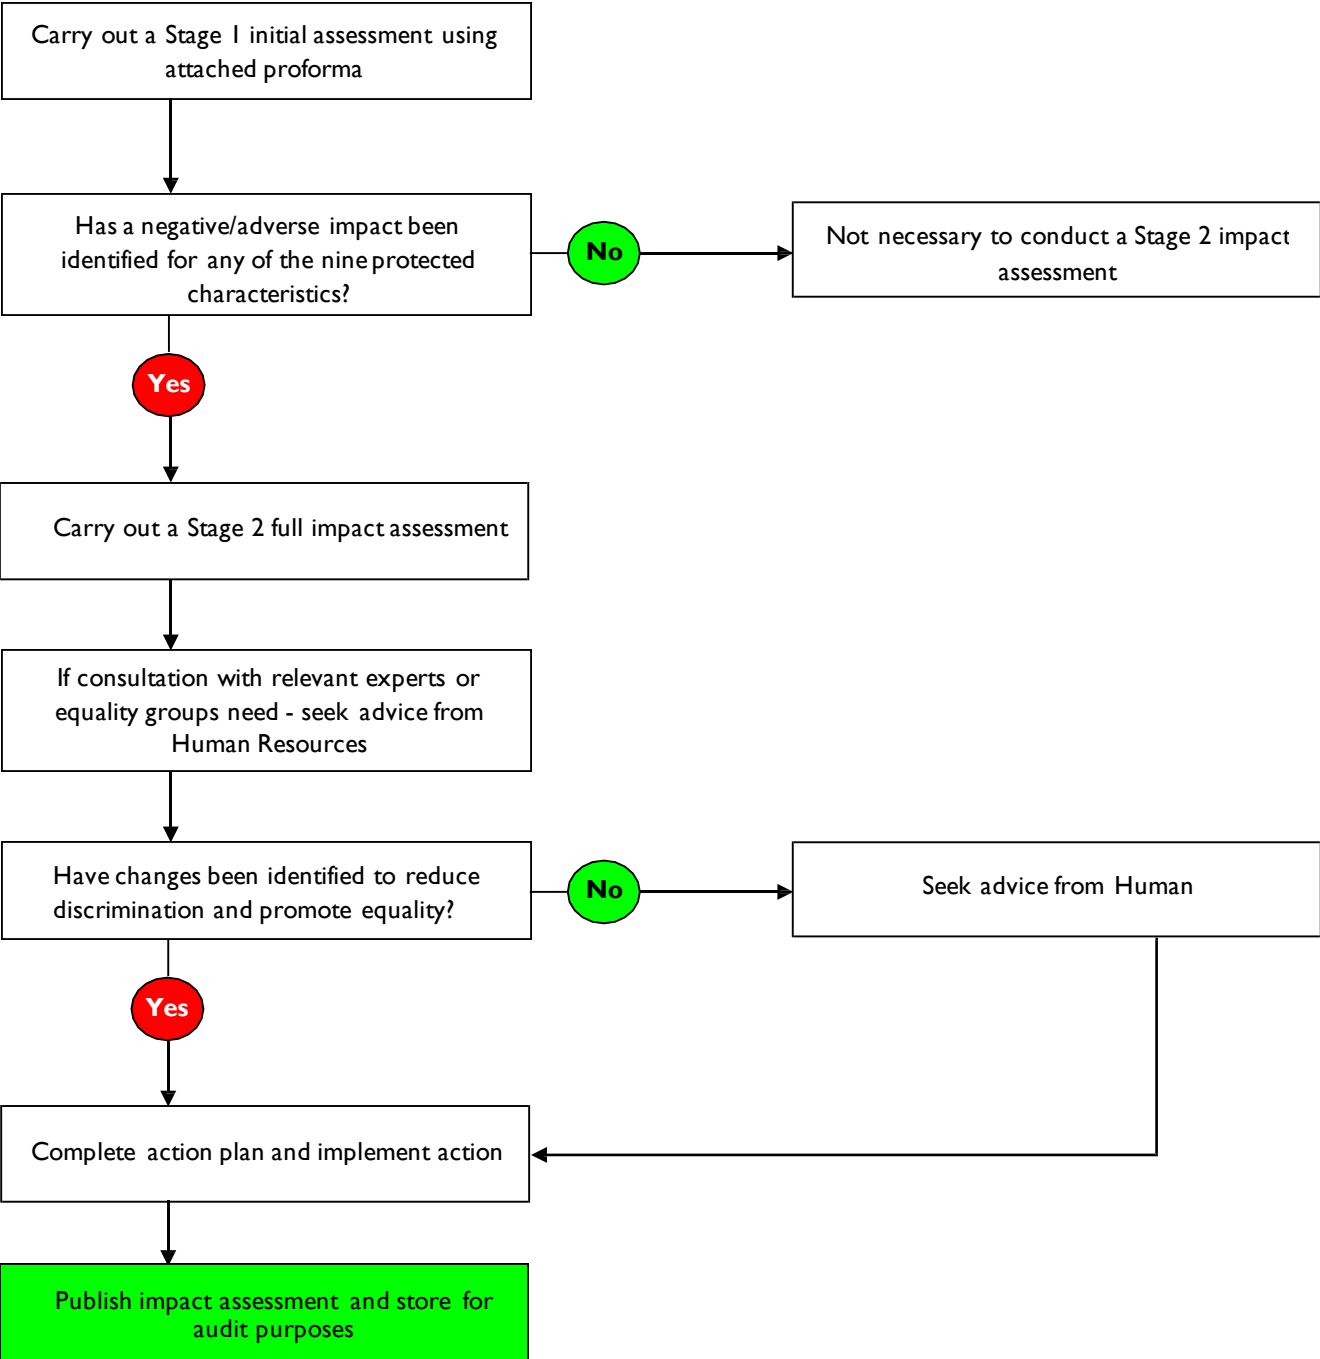 Carry out a Stage 1 initial assessment using
attached proforma
Has a negative/adverse impact been
identified for any of the nine protected
characteristics?
No
Not necessary to conduct a Stage 2 impact
assessment
Yes
Carry out a Stage 2 full impact assessment
If consultation with relevant experts or
equality groups need - seek advice from
Human Resources
Have changes been identified to reduce
discrimination and promote equality?
No
Seek advice from Human
Yes
Complete action plan and implement action
Publish impact assessment and store for
audit purposes